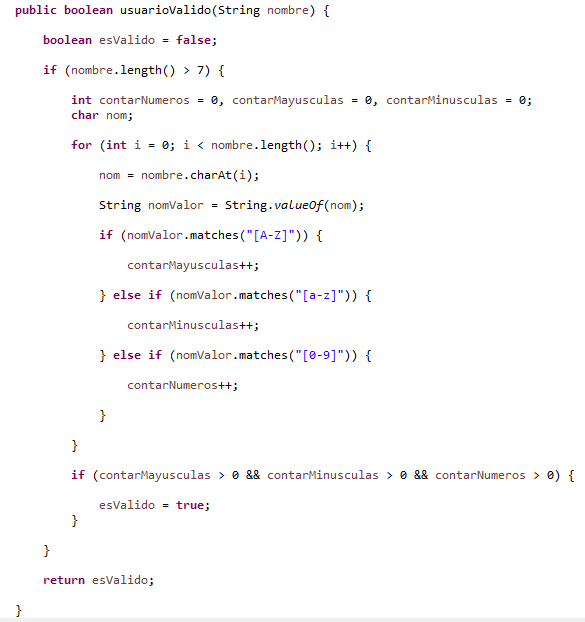 public boolean usuarioValido(String nombre) {
boolean esValido = false;
if (nombre.length() > 7) {
int contarNumeros = 0, contarMayusculas = 0, contarMinusculas = 0;
char nom;
for (int i = 0; i < nombre.length(); i++) {
nom = nombre.charAt(i);
String nomValor = String.valueOf(nom);
if (nomValor.matches("[A-Z]")) {
contarMayusculas++;
} else if (nomValor.matches("[a-z]")) {
contarMinusculas++;
} else if (nomValor.matches("[0-9]")) {
contarNumeros++;
}
}
if (contarMayusculas > 0 && contarMinusculas > 0 && contarNumeros > 0) {
esValido = true;
}
}
return esValido;
}